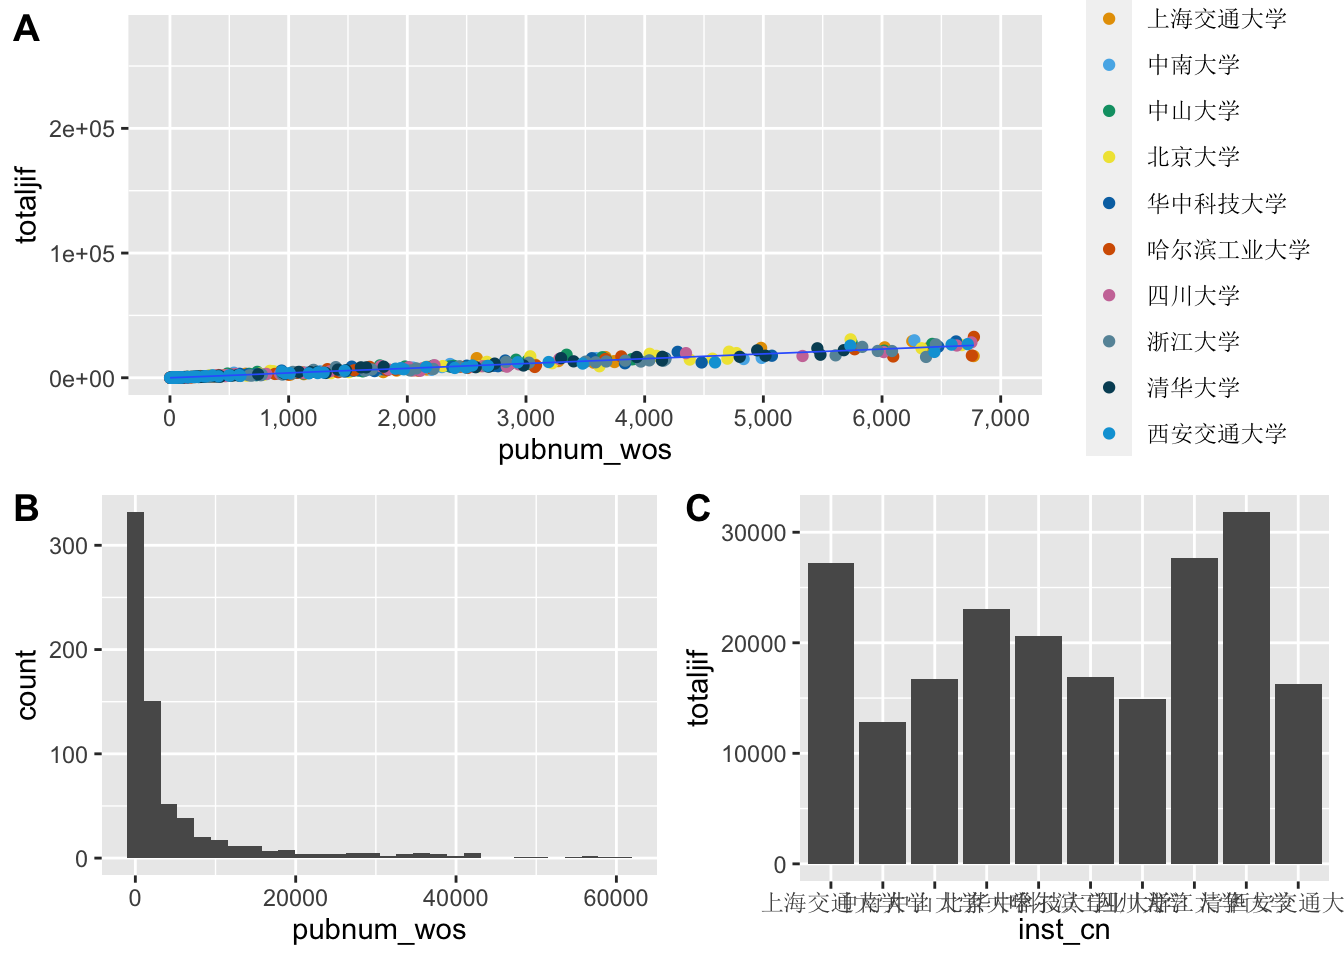 A
上海交通大学
中南大学
中山大学
北京大学
华中科技大学
哈尔滨工业大学
四川大学
浙江大学
清华大学
西安交通大学
totaljif
2e+05
1e+05
0e+00
0 1,000 2,000 3,000 4,000 5,000 6,000 7,000
pubnum_wos
B
count
300
200
100
0
0 20000 40000 60000
pubnum_wos
C
totaljif
30000
20000
10000
0
上海交通
inst_cn